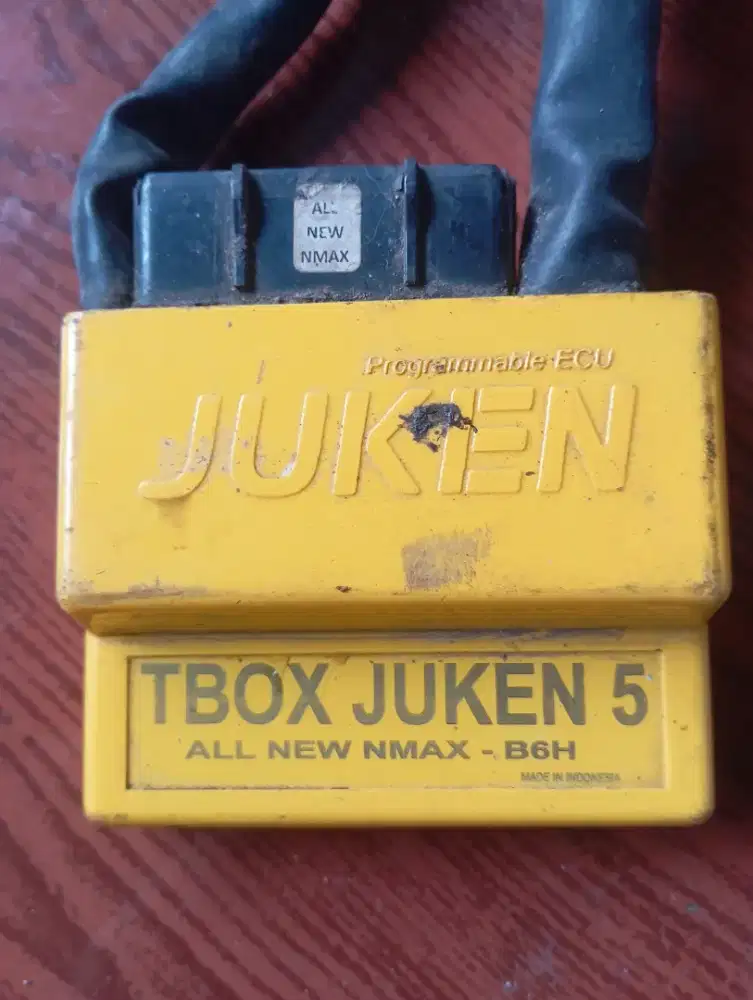 ALL
NEW
NMAX
Programmable ECU
JUKEN
TBOX JUKEN 5
ALL NEW NMAX - B6H
MADE IN INDONESIA